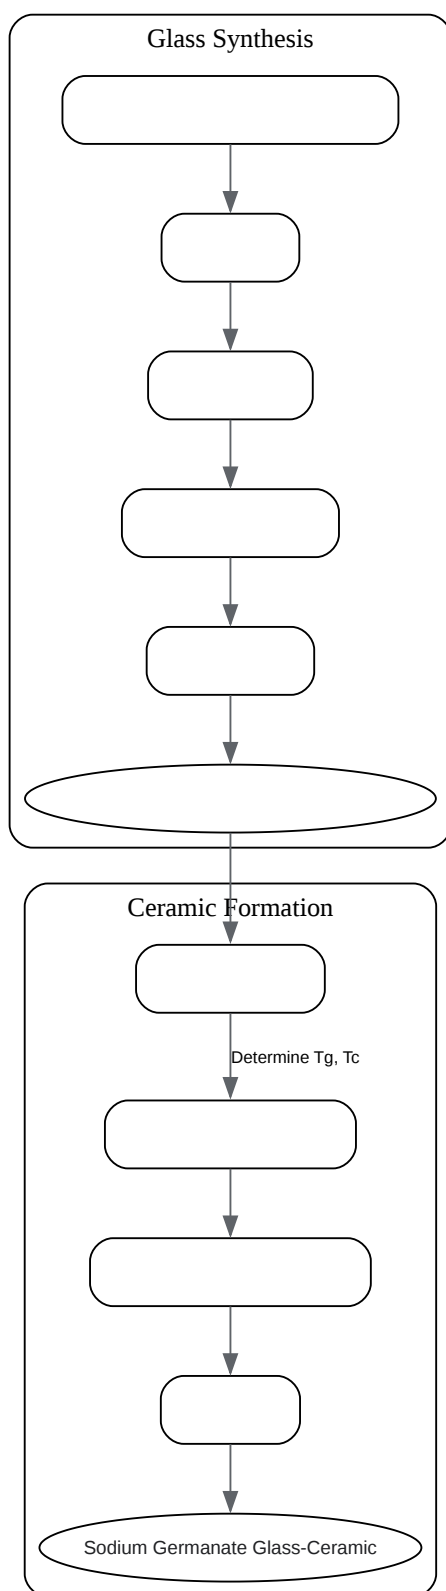 Glass Synthesis
Ceramic Formation
Determine Tg, Tc
Sodium Germanate Glass-Ceramic